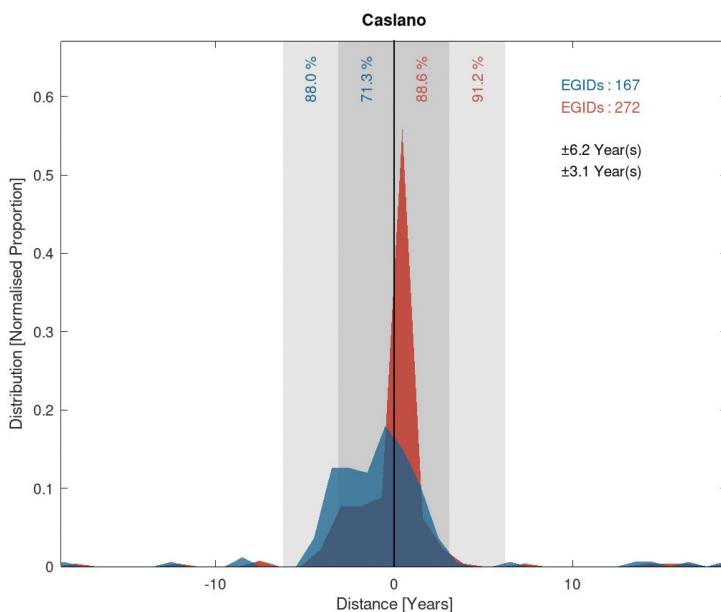 Caslano
88.0 %
71.3 %
88.6 %
91.2 %
EGIDs : 167
EGIDs : 272
±6.2 Year(s)
±3.1 Year(s)
0.6
0.5
0.4
0.3
0.2
0.1
0
Distribution [Normalised Proportion]
-10
0
10
Distance [Years]